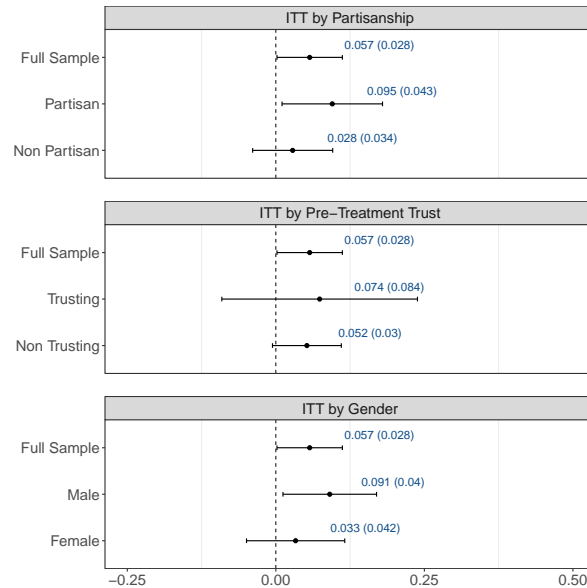 ITT by Partisanship
Full Sample 0.057 (0.028)
Partisan 0.095 (0.043)
Non Partisan 0.028 (0.034)
ITT by Pre−Treatment Trust
Full Sample 0.057 (0.028)
Trusting 0.074 (0.084)
Non Trusting 0.052 (0.03)
ITT by Gender
Full Sample 0.057 (0.028)
Male 0.091 (0.04)
Female 0.033 (0.042)
−0.25 0.00 0.25 0.50